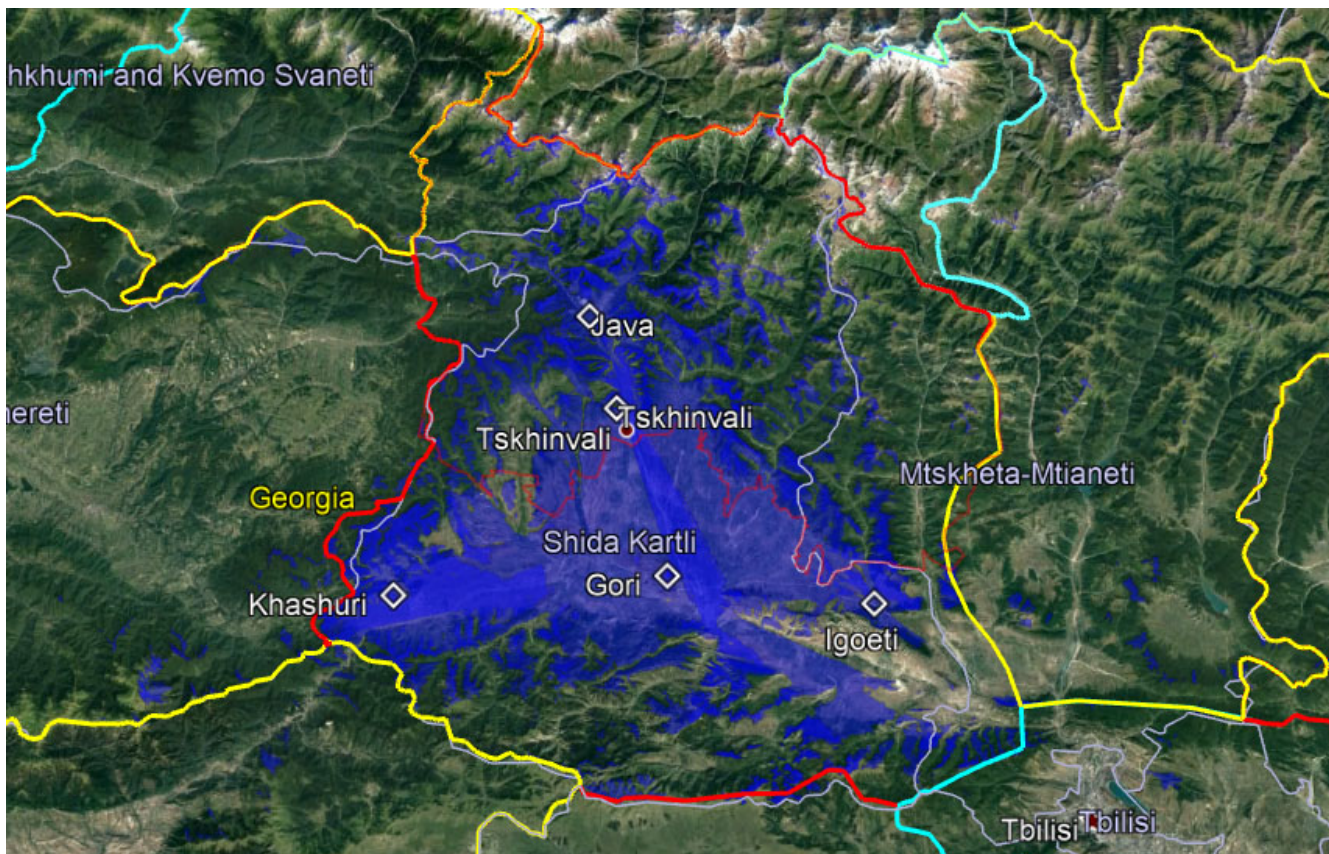 hkhumi and Kvemo Svaneti
Java
Tskhinvali
Tskhinvali
nereti
Mtskheta-Mtianeti
Georgia
Shida Kartli
Gori
Khashuri
Igoeti
Tbilisi
Tbilisi